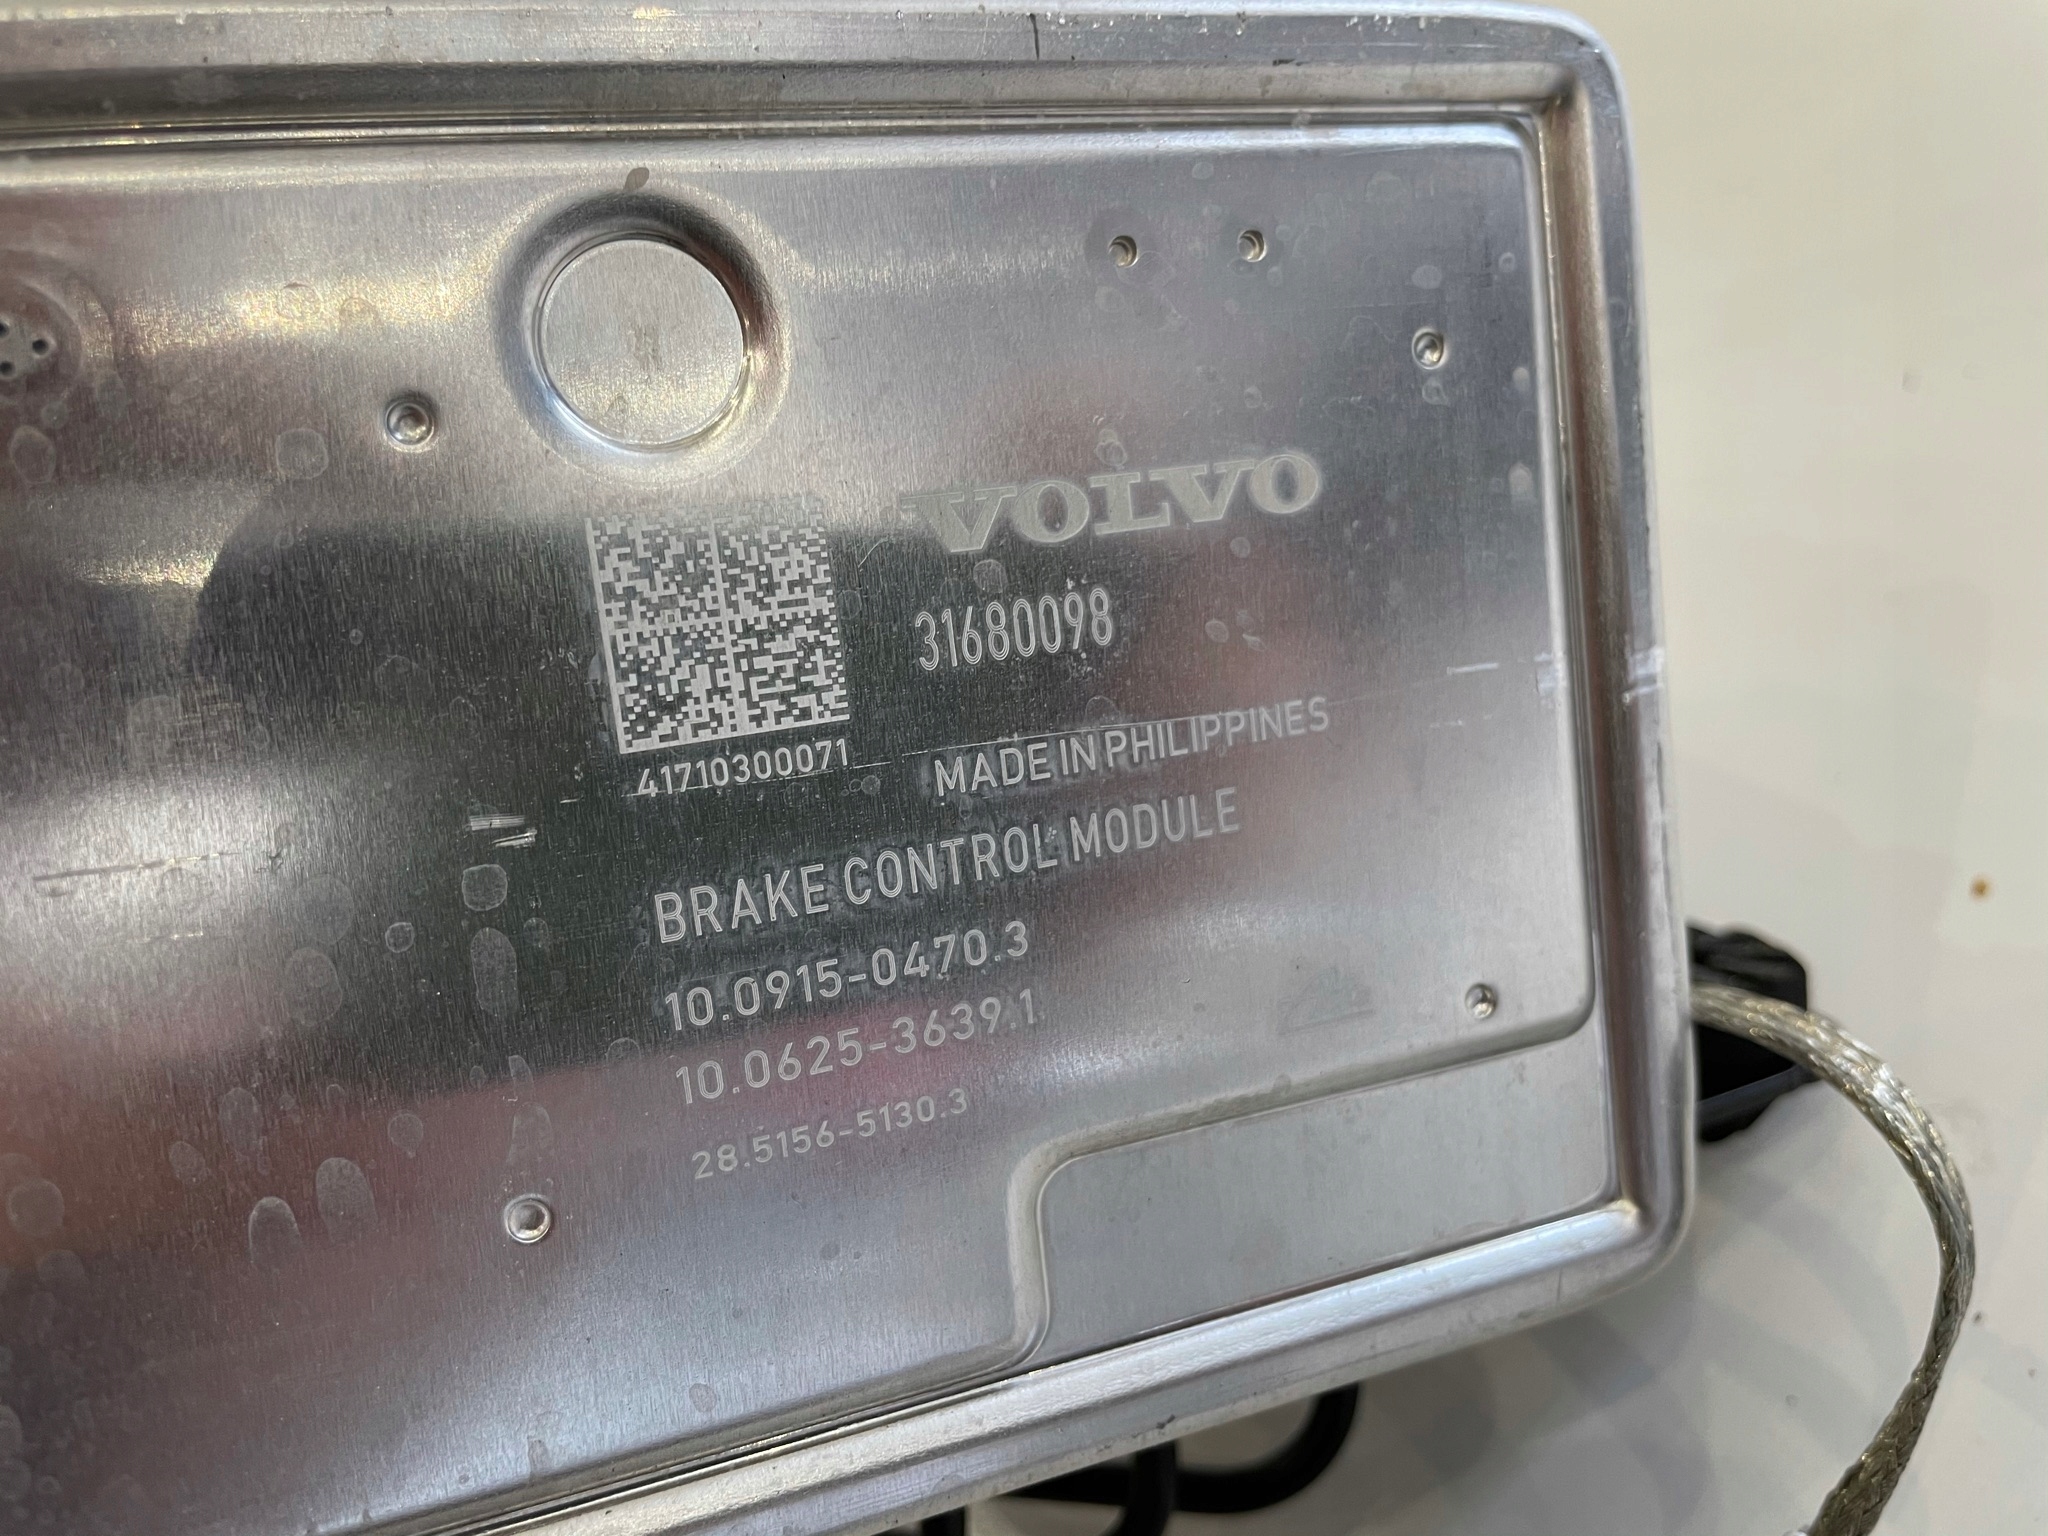 VOLVO
31680098
41710300071
MADE IN PHILIPPINES
BRAKE CONTROL MODULE
10.0915-0470.3
10.0625-3639.1
28.5156-5130.3